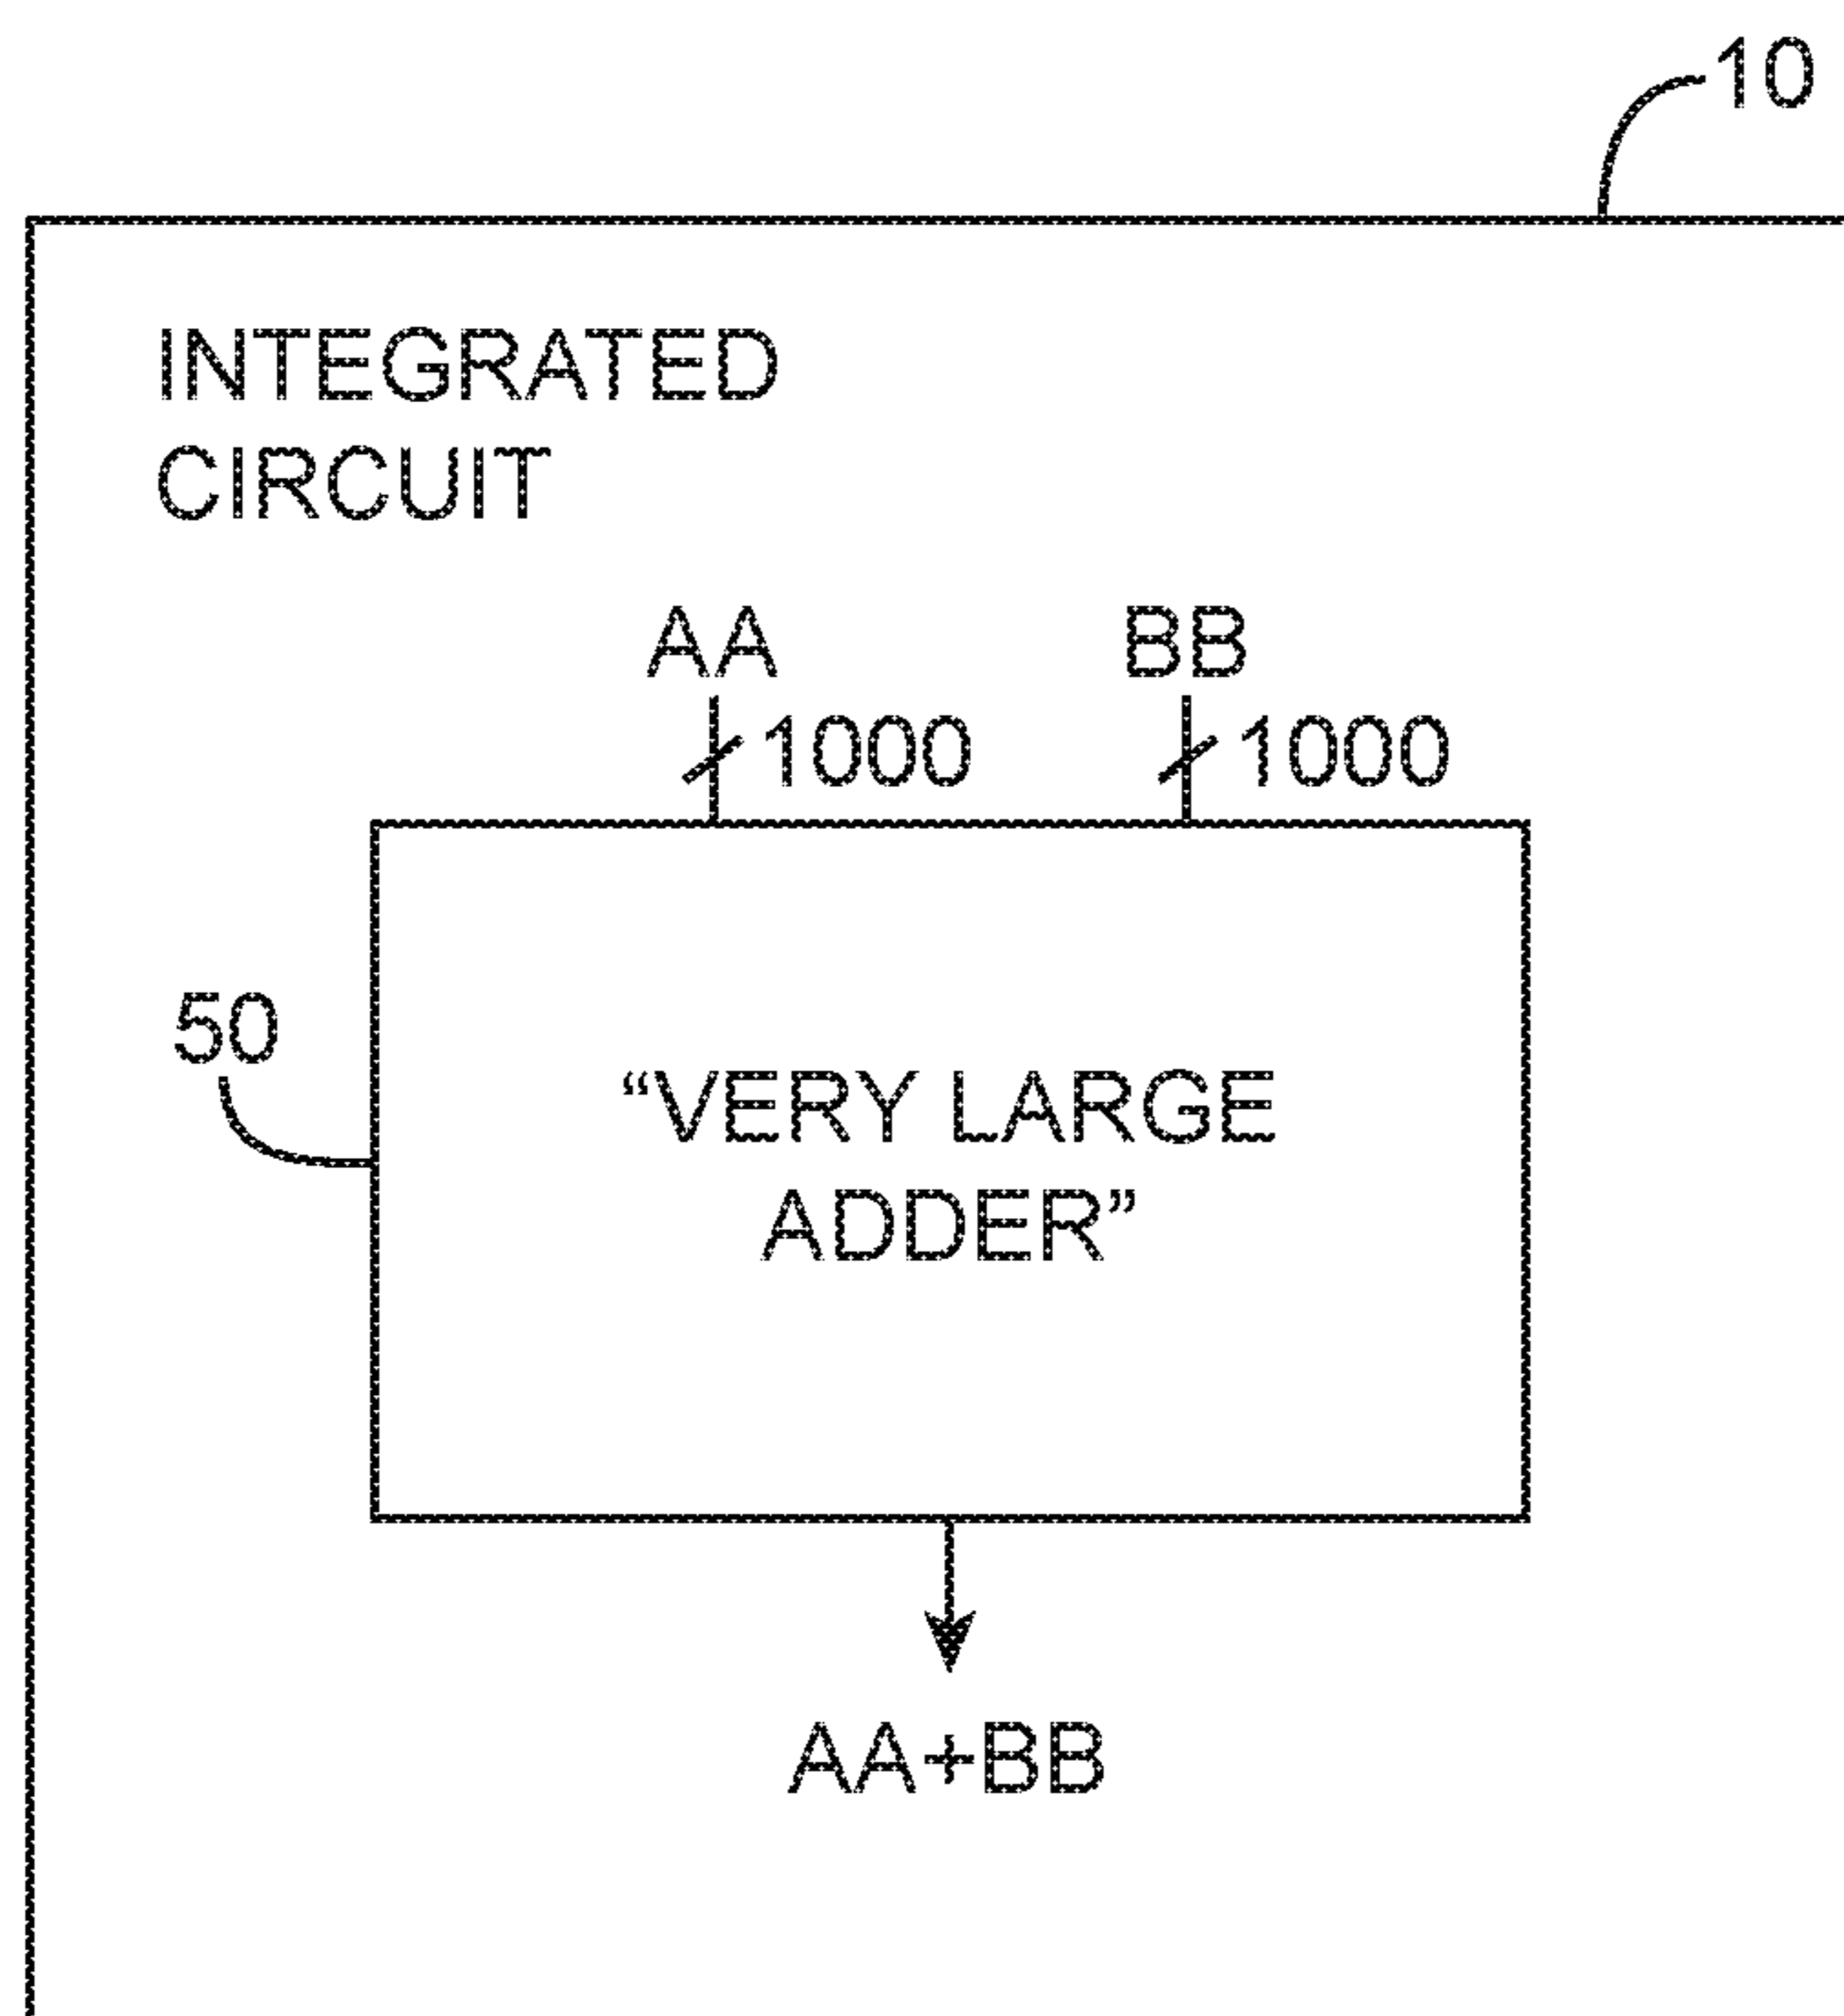 10
INTEGRATED
CIRCUIT
AA BB
1000 1000
50
“VERY LARGE
ADDER”
AA+BB